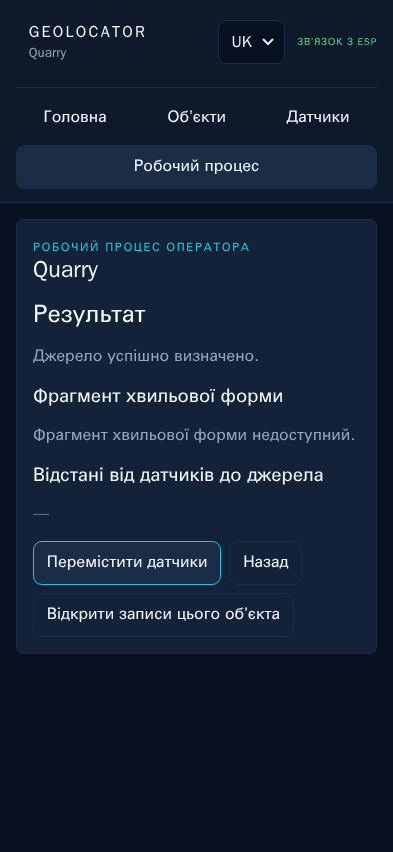 GEOLOCATOR
Quarry
UK
ЗВ'ЯЗОК З ESP
Головна
Об'єкти
Датчики
Робочий процес
РОБОЧИЙ ПРОЦЕС ОПЕРАТОРА
Quarry
Результат
Джерело успішно визначено.
Фрагмент хвильової форми
Фрагмент хвильової форми недоступний.
Відстані від датчиків до джерела
—
Перемістити датчики
Назад
Відкрити записи цього об'єкта